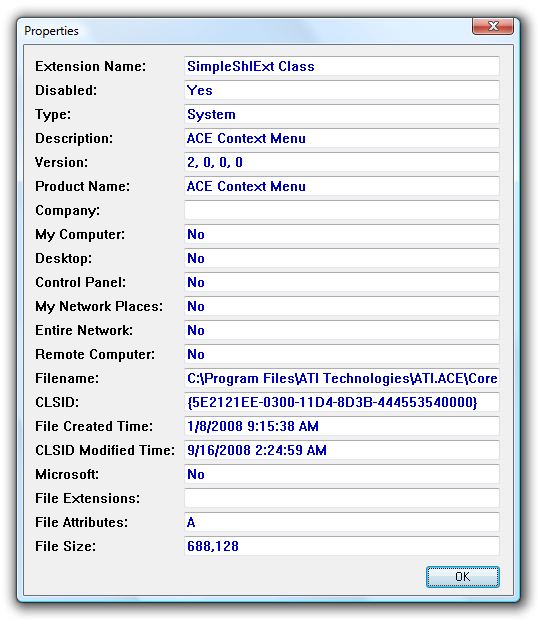 Properties
Extension Name: SimpleShlExt Class
Disabled: Yes
Type: System
Description: ACE Context Menu
Version: 2, 0, 0, 0
Product Name: ACE Context Menu
Company:
My Computer: No
Desktop: No
Control Panel: No
My Network Places: No
Entire Network: No
Remote Computer: No
Filename: C:\Program Files\ATI Technologies\ATI.ACE\Core
CLSID: {5E2121EE-0300-11D4-8D3B-444553540000}
File Created Time: 1/8/2008 9:15:38 AM
CLSID Modified Time: 9/16/2008 2:24:59 AM
Microsoft: No
File Extensions:
File Attributes: A
File Size: 688,128
OK